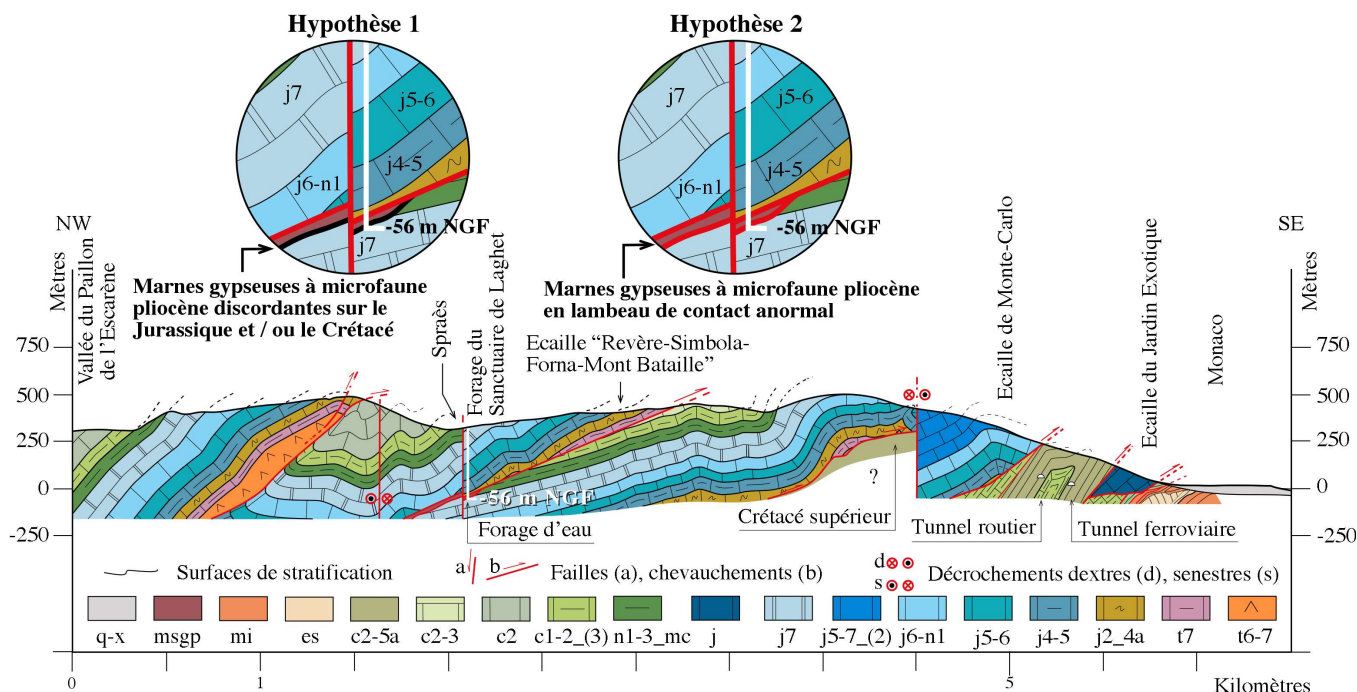 Hypothèse 1
Hypothèse 2
j7
j5-6
j4-5
j6-n1
-56 m NGF
j7
j7
j5-6
j4-5
j6-n1
-56 m NGF
j7
Marnes gypseuses à microfaune
pliocène discordantes sur le
Jurassique et / ou le Crétacé
Marnes gypseuses à microfaune pliocène
en lambeau de contact anormal
NW
SE
Mètres
Mètres
Vallée du Paillon
de l'Escarène
Spraès
Forage du
Sanctuaire de Laghet
Ecaille "Revère-Simbola-
Forna-Mont Bataille"
Ecaille de Monte-Carlo
Ecaille du Jardin Exotique
Monaco
750
500
250
0
-250
750
500
250
0
-250
-56 m NGF
Forage d'eau
?
Crétacé supérieur
Tunnel routier
Tunnel ferroviaire
Surfaces de stratification
a
b
Failles (a), chevauchements (b)
d
s
Décrochements dextres (d), senestres (s)
q-x
msgp
mi
es
c2-5a
c2-3
c2
c1-2_(3)
n1-3_mc
j
j7
j5-7_(2)
j6-n1
j5-6
j4-5
j2_4a
t7
t6-7
0
1
5
Kilomètres